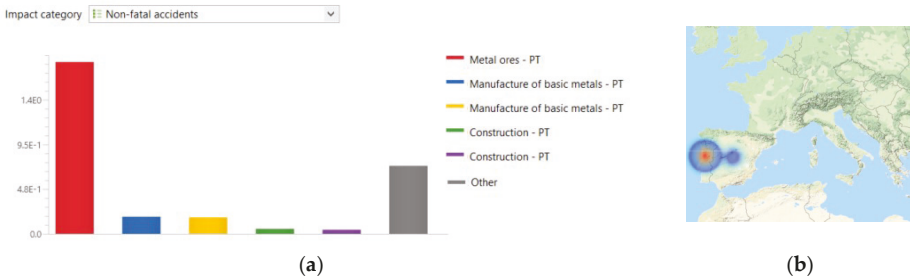 Impact category Non-fatal accidents
1.4E0
9.5E-1
4.8E-1
0.0
Metal ores - PT
Manufacture of basic metals - PT
Manufacture of basic metals - PT
Construction - PT
Construction - PT
Other
(a)
(b)